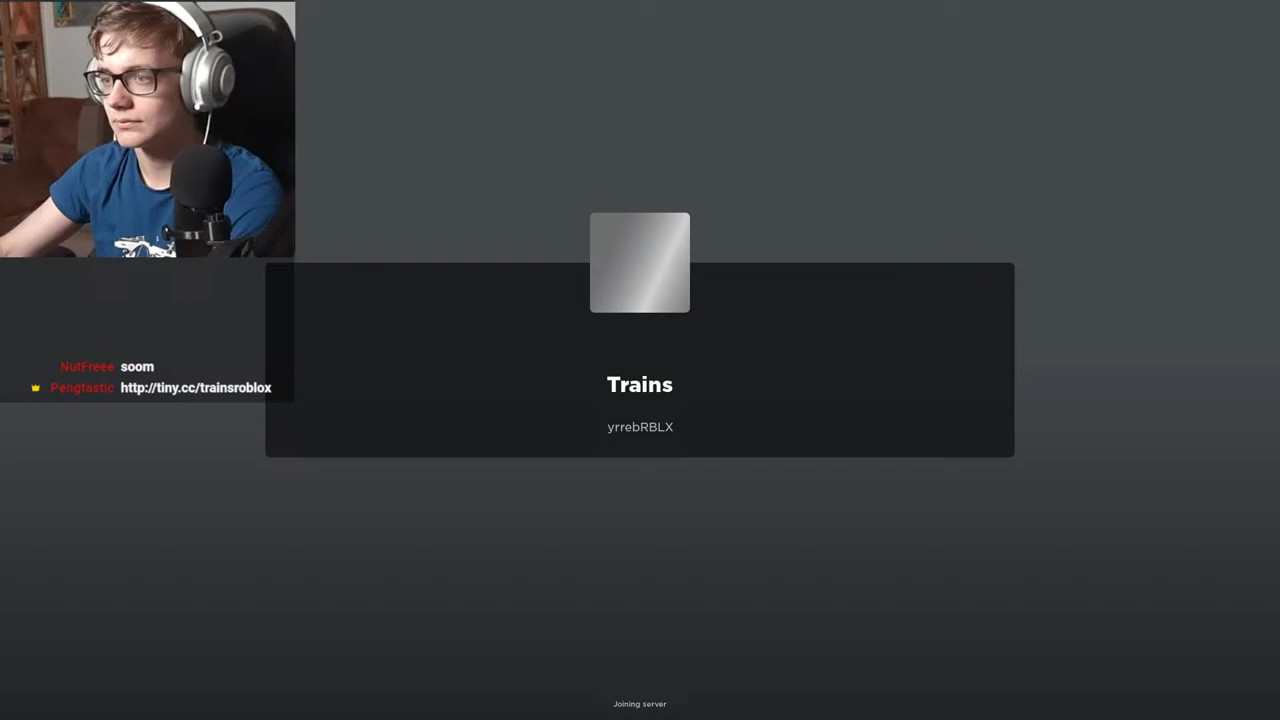 NutFreee soom
Pengtastic http://tiny.cc/trainsroblox
Trains
yrrebRBLX
Joining server